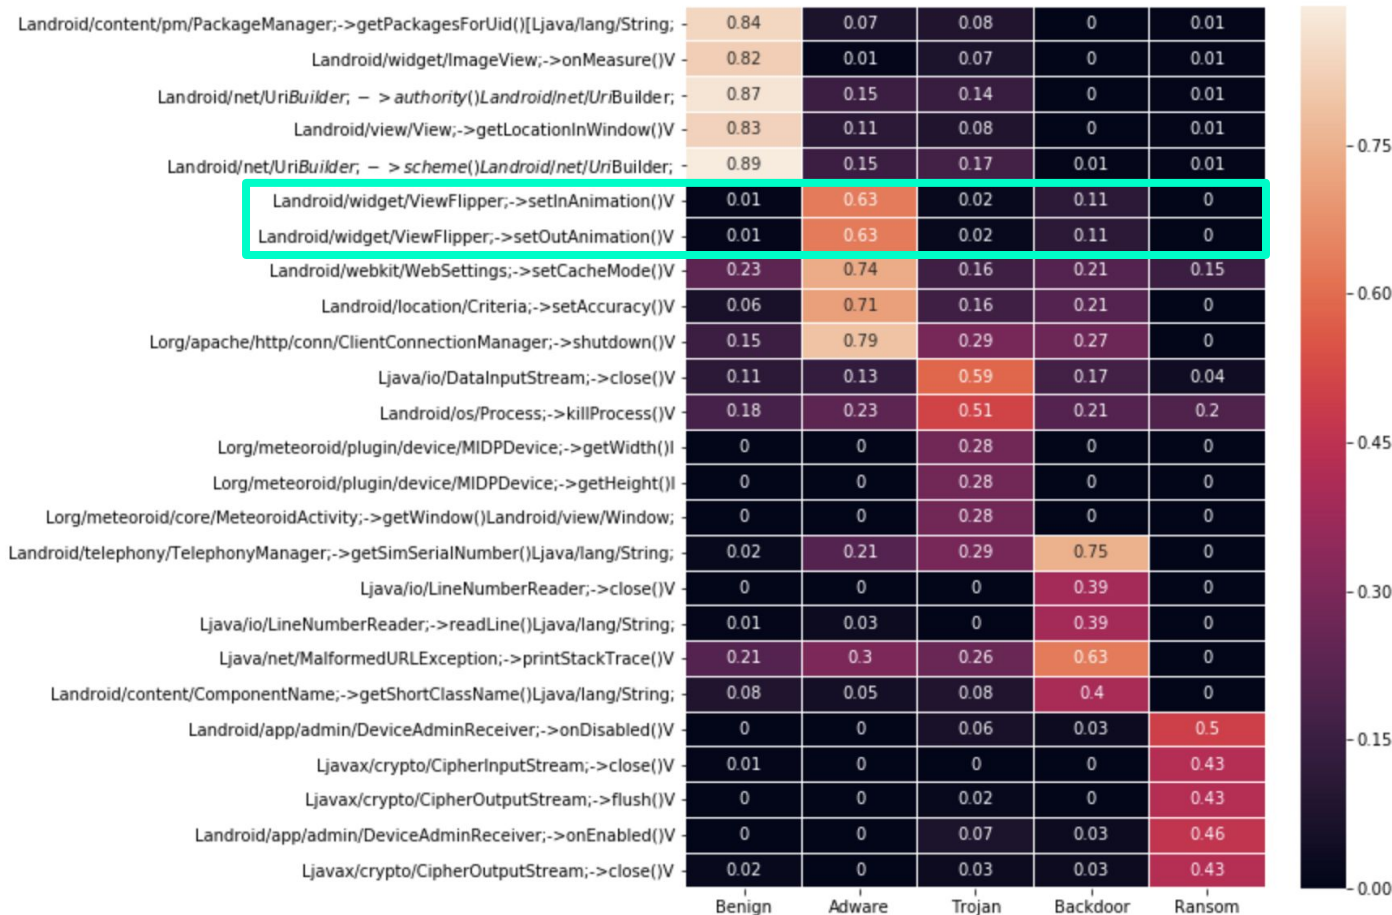 Landroid/content/pm/PackageManager;->getPackagesForUid()[Ljava/lang/String; 0.84 0.07 0.08 0 0.01
Landroid/widget/ImageView;->onMeasure()V 0.82 0.01 0.07 0 0.01
Landroid/net/UriBuilder; −>authority()Landroid/net/UriBuilder; 0.87 0.15 0.14 0 0.01
Landroid/view/View;->getLocationInWindow()V 0.83 0.11 0.08 0 0.01
Landroid/net/UriBuilder; −>scheme()Landroid/net/UriBuilder; 0.89 0.15 0.17 0.01 0.01
Landroid/widget/ViewFlipper;->setInAnimation()V 0.01 0.63 0.02 0.11 0
Landroid/widget/ViewFlipper;->setOutAnimation()V 0.01 0.63 0.02 0.11 0
Landroid/webkit/WebSettings;->setCacheMode()V 0.23 0.74 0.16 0.21 0.15
Landroid/location/Criteria;->setAccuracy()V 0.06 0.71 0.16 0.21 0
Lorg/apache/http/conn/ClientConnectionManager;->shutdown()V 0.15 0.79 0.29 0.27 0
Ljava/io/DataInputStream;->close()V 0.11 0.13 0.59 0.17 0.04
Landroid/os/Process;->killProcess()V 0.18 0.23 0.51 0.21 0.2
Lorg/meteoroid/plugin/device/MIDPDevice;->getWidth()I 0 0 0.28 0 0
Lorg/meteoroid/plugin/device/MIDPDevice;->getHeight()I 0 0 0.28 0 0
Lorg/meteoroid/core/MeteoroidActivity;->getWindow()Landroid/view/Window; 0 0 0.28 0 0
Landroid/telephony/TelephonyManager;->getSimSerialNumber()Ljava/lang/String; 0.02 0.21 0.29 0.75 0
Ljava/io/LineNumberReader;->close()V 0 0 0 0.39 0
Ljava/io/LineNumberReader;->readLine()Ljava/lang/String; 0.01 0.03 0 0.39 0
Ljava/net/MalformedURLException;->printStackTrace()V 0.21 0.3 0.26 0.63 0
Landroid/content/ComponentName;->getShortClassName()Ljava/lang/String; 0.08 0.05 0.08 0.4 0
Landroid/app/admin/DeviceAdminReceiver;->onDisabled()V 0 0 0.06 0.03 0.5
Ljavax/crypto/CipherInputStream;->close()V 0.01 0 0 0 0.43
Ljavax/crypto/CipherOutputStream;->flush()V 0 0 0.02 0 0.43
Landroid/app/admin/DeviceAdminReceiver;->onEnabled()V 0 0 0.07 0.03 0.46
Ljavax/crypto/CipherOutputStream;->close()V 0.02 0 0.03 0.03 0.43
Benign Adware Trojan Backdoor Ransom
0.75
0.60
0.45
0.30
0.15
0.00